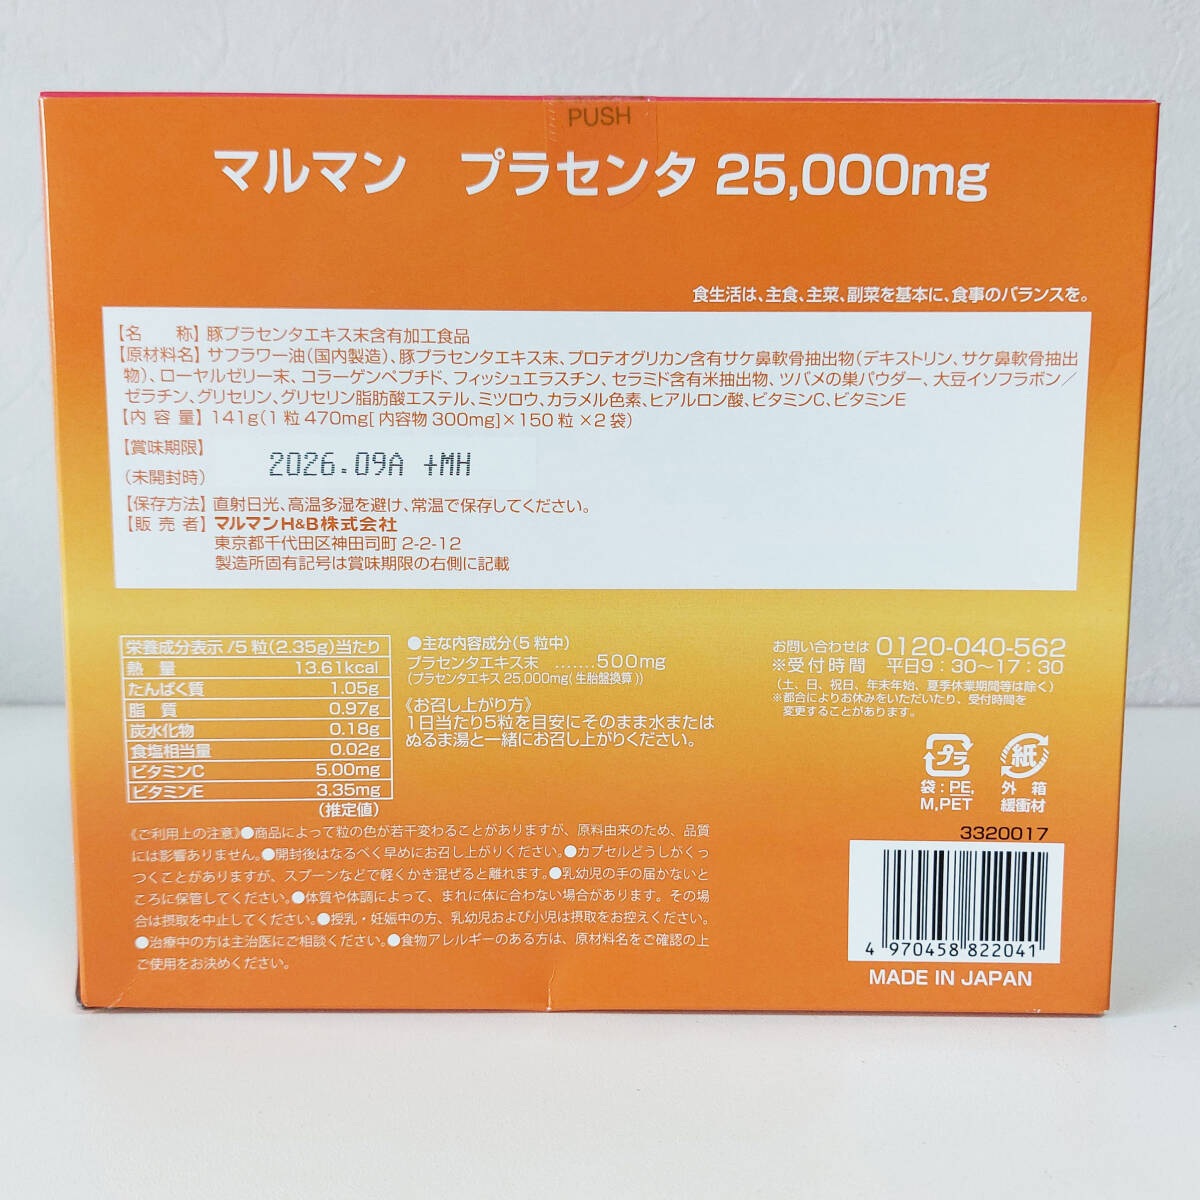 PUSH
マルマン プラセンタ 25,000mg
食生活は、主食、主菜、副菜を基本に、食事のバランスを。
【名 称】豚プラセンタエキス末含有加工食品
【原材料名】サフラワー油(国内製造)、豚プラセンタエキス末、プロテオグリカン含有サケ鼻軟骨抽出物(デキストリン、サケ鼻軟骨抽出
物)、ローヤルゼリー末、コラーゲンペプチド、フィッシュエラスチン、セラミド含有米抽出物、ツバメの巣パウダー、大豆イソフラボン／
ゼラチン、グリセリン、グリセリン脂肪酸エステル、ミツロウ、カラメル色素、ヒアルロン酸、ビタミンC、ビタミンE
【内 容 量】141g(1粒470mg[内容物300mg]×150粒×2袋)
【賞味期限】
(未開封時)
2026.09A +MH
【保存方法】直射日光、高温多湿を避け、常温で保存してください。
【販 売 者】マルマンH&B株式会社
東京都千代田区神田司町2-2-12
製造所固有記号は賞味期限の右側に記載
栄養成分表示/5粒(2.35g)当たり
熱量 13.61kcal
たんぱく質 1.05g
脂質 0.97g
炭水化物 0.18g
食塩相当量 0.02g
ビタミンC 5.00mg
ビタミンE 3.35mg
(推定値)
●主な内容成分(5粒中)
プラセンタエキス末 .......500mg
(プラセンタエキス25,000mg(生胎盤換算))
《お召し上がり方》
1日当たり5粒を目安にそのまま水または
ぬるま湯と一緒にお召し上がりください。
お問い合わせは 0120-040-562
※受付時間 平日9：30～17：30
(土、日、祝日、年末年始、夏季休業期間等は除く)
※都合によりお休みをいただいたり、受付時間を
変更することがあります。
プラ
袋：PE,
M,PET
紙
外 箱
緩衝材
《ご利用上の注意》●商品によって粒の色が若干変わることがありますが、原料由来のため、品質
には影響ありません。●開封後はなるべく早めにお召し上がりください。●カプセルどうしがくっ
つくことがありますが、スプーンなどで軽くかき混ぜると離れます。●乳幼児の手の届かないと
ころに保管してください。●体質や体調によって、まれに体に合わない場合があります。その場
合は摂取を中止してください。●授乳・妊娠中の方、乳幼児および小児は摂取をお控えください。
●治療中の方は主治医にご相談ください。●食物アレルギーのある方は、原材料名をご確認の上
ご使用をお決めください。
3320017
4 970458 822041
MADE IN JAPAN